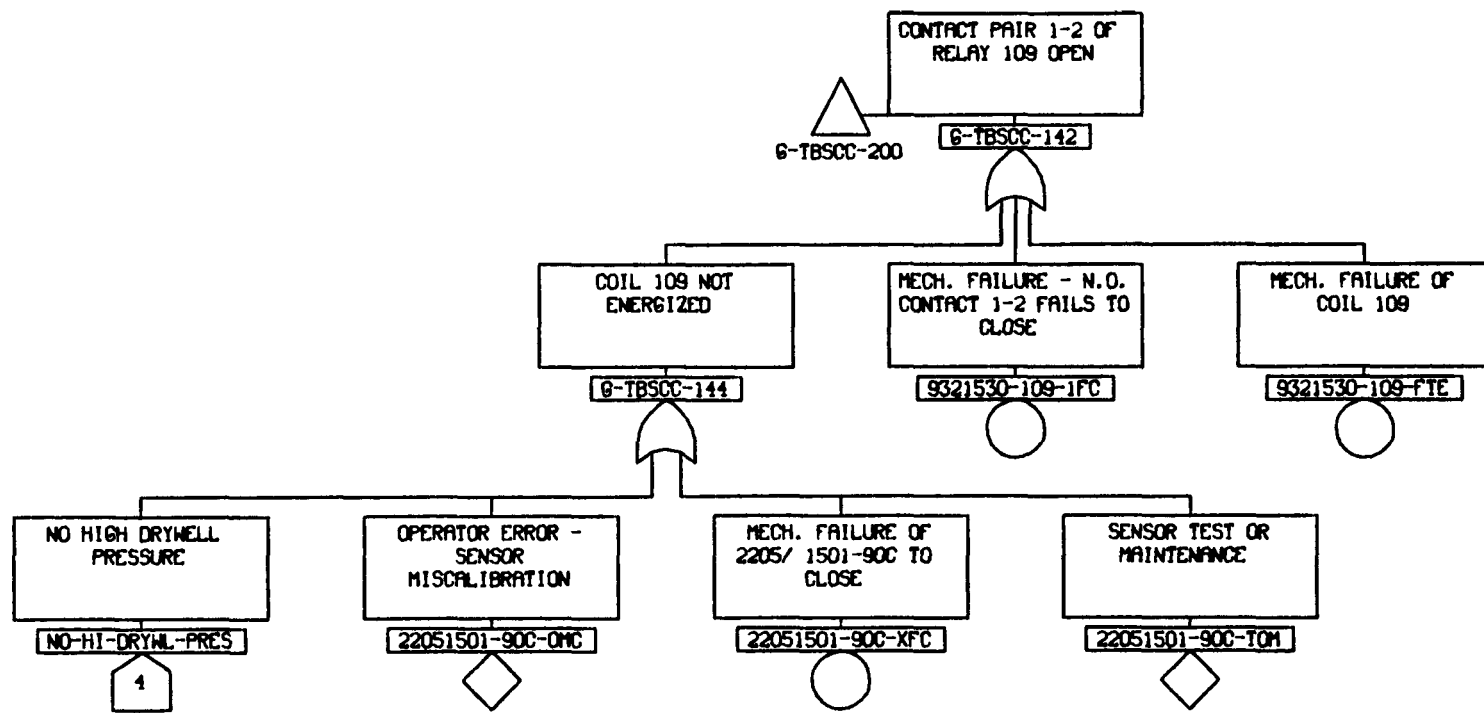 CONTACT PAIR 1-2 OF
RELAY 109 OPEN
G-TBSCC-200
G-TBSCC-142
COIL 109 NOT
ENERGIZED
G-TBSCC-144
MECH. FAILURE - N.O.
CONTACT 1-2 FAILS TO
CLOSE
9321530-109-1FC
MECH. FAILURE OF
COIL 109
9321530-109-FTE
NO HIGH DRYWELL
PRESSURE
NO-HI-DRYWL-PRES
4
OPERATOR ERROR -
SENSOR
MISCALIBRATION
22051501-90C-OMC
MECH. FAILURE OF
2205/ 1501-90C TO
CLOSE
22051501-90C-XFC
SENSOR TEST OR
MAINTENANCE
22051501-90C-TOM